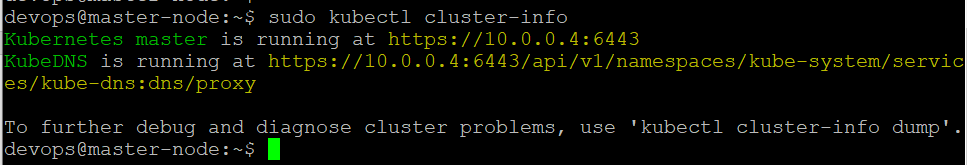 devops@master-node:~$ sudo kubectl cluster-info
Kubernetes master is running at https://10.0.0.4:6443
KubeDNS is running at https://10.0.0.4:6443/api/v1/namespaces/kube-system/servic
es/kube-dns:dns/proxy
To further debug and diagnose cluster problems, use 'kubectl cluster-info dump'.
devops@master-node:~$